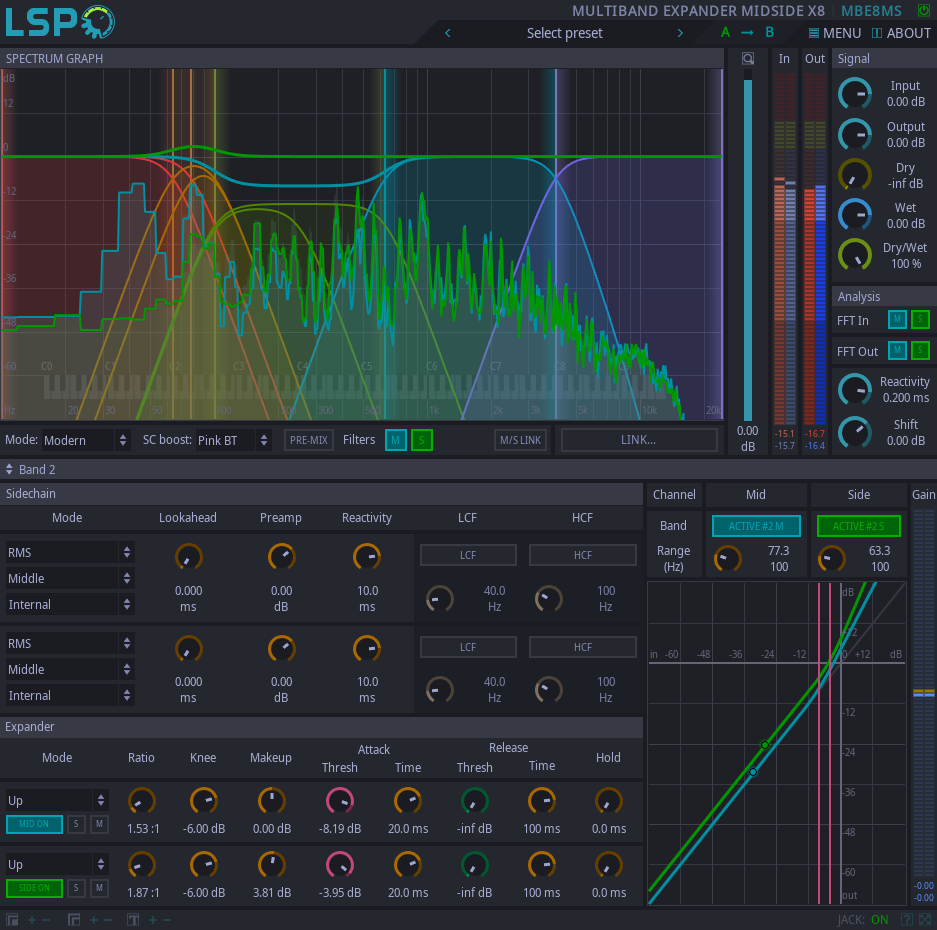 LSP
MULTIBAND EXPANDER MIDSIDE X8 MBE8MS
Select preset A B MENU ABOUT
SPECTRUM GRAPH In Out Signal
dB
12
0
-12
-24
-36
-48
-60
C0 C1 C2 C3 C4 C5 C6 C7 C8
Hz 20 30 50 100 300 500 1k 2k 3k 5k 10k 20k
0.00
dB
-15.1 -16.7
-15.7 -16.4
Input
0.00 dB
Output
0.00 dB
Dry
-inf dB
Wet
0.00 dB
Dry/Wet
100 %
Analysis
FFT In M S
FFT Out M S
Reactivity
0.200 ms
Shift
0.00 dB
Mode: Modern SC boost: Pink BT PRE-MIX Filters M S M/S LINK LINK...
Band 2
Sidechain
Mode Lookahead Preamp Reactivity LCF HCF
RMS
Middle
Internal
0.000 ms
0.00 dB
10.0 ms
LCF
40.0 Hz
HCF
100 Hz
RMS
Middle
Internal
0.000 ms
0.00 dB
10.0 ms
LCF
40.0 Hz
HCF
100 Hz
Channel Mid Side Gain
Band ACTIVE #2 M ACTIVE #2 S
Range (Hz) 77.3 100 63.3 100
dB
+12
in -60 -48 -36 -24 -12 0 +12 dB
-12
-24
-36
-48
-60
out
-0.00
-0.00
Expander
Mode Ratio Knee Makeup Attack Release Hold
Thresh Time Thresh Time
Up
MID ON S M 1.53 :1 -6.00 dB 0.00 dB -8.19 dB 20.0 ms -inf dB 100 ms 0.0 ms
Up
SIDE ON S M 1.87 :1 -6.00 dB 3.81 dB -3.95 dB 20.0 ms -inf dB 100 ms 0.0 ms
+ − + − T + − JACK: ON ?